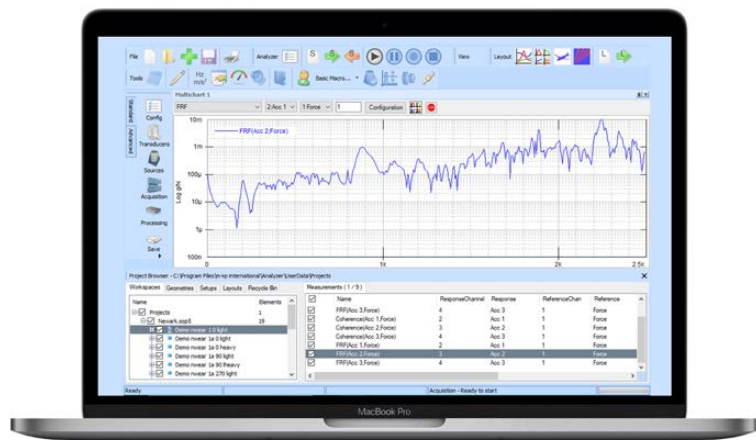 File Analyzer S S S View Layout L
Tools Hz m/s² Basic Macro...
Multichart 1
Standard
Advanced
Config
Transducers
Sources
Acquisition
Processing
Save
FRF 2:Acc 1 1:Force 1 Configuration
FRF(Acc 2,Force)
Log g/N
10m
1m
100µ
10µ
1µ
100n
0 1k 2k 2.5k
Project Browser - C:\Program Files\m+p international\Analyzer\UserData\Projects
Workspaces Geometries Setups Layouts Recycle Bin
Name Elements
Projects 1
Newark.sop5 19
Demo nwear 1 0 light
Demo nwear 1a 0 light
Demo nwear 1a 0 heavy
Demo nwear 1a 90 light
Demo nwear 1a 90 heavy
Demo nwear 1a 270 light
Measurements ( 1 / 9 )
Name ResponseChannel Response ReferenceChan Reference
FRF(Acc 3,Force) 4 Acc 3 1 Force
Coherence(Acc 1,Force) 2 Acc 1 1 Force
Coherence(Acc 2,Force) 3 Acc 2 1 Force
Coherence(Acc 3,Force) 4 Acc 3 1 Force
FRF(Acc 1,Force) 2 Acc 1 1 Force
FRF(Acc 2,Force) 3 Acc 2 1 Force
FRF(Acc 3,Force) 4 Acc 3 1 Force
Ready Acquisition - Ready to start
MacBook Pro